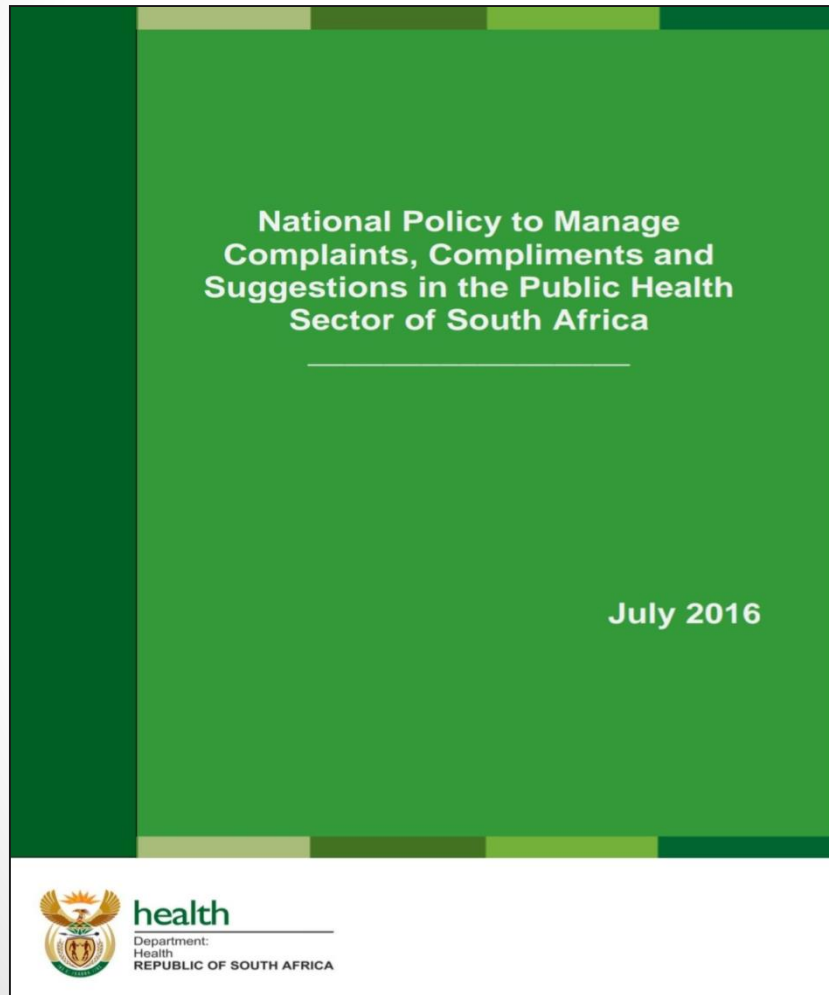 National Policy to Manage
Complaints, Compliments and
Suggestions in the Public Health
Sector of South Africa
July 2016
health
Department:
Health
REPUBLIC OF SOUTH AFRICA